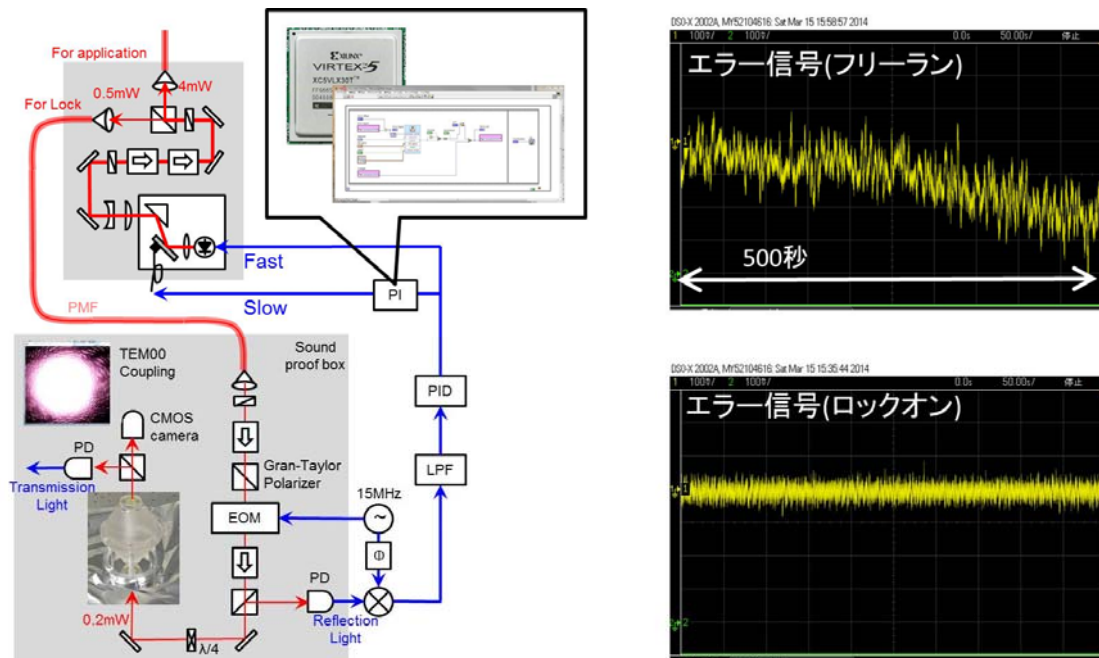 For application
For Lock
0.5mW
4mW
XILINX
VIRTEX-5
XC5VLX30T™
Fast
PI
Slow
PMF
TEM00
Coupling
Sound
proof box
CMOS
camera
PD
Transmission
Light
Gran-Taylor
Polarizer
PID
LPF
15MHz
~
EOM
Φ
PD
Reflection
Light
0.2mW
λ/4
DSO-X 2002A, MY52104616: Sat Mar 15 15:58:57 2014
1 100▽/ 2 100▽/ 0.0s 50.00s/ 停止
エラー信号(フリーラン)
500秒
DSO-X 2002A, MY52104616: Sat Mar 15 15:35:44 2014
1 100▽/ 2 100▽/ 0.0s 50.00s/ 停止
エラー信号(ロックオン)